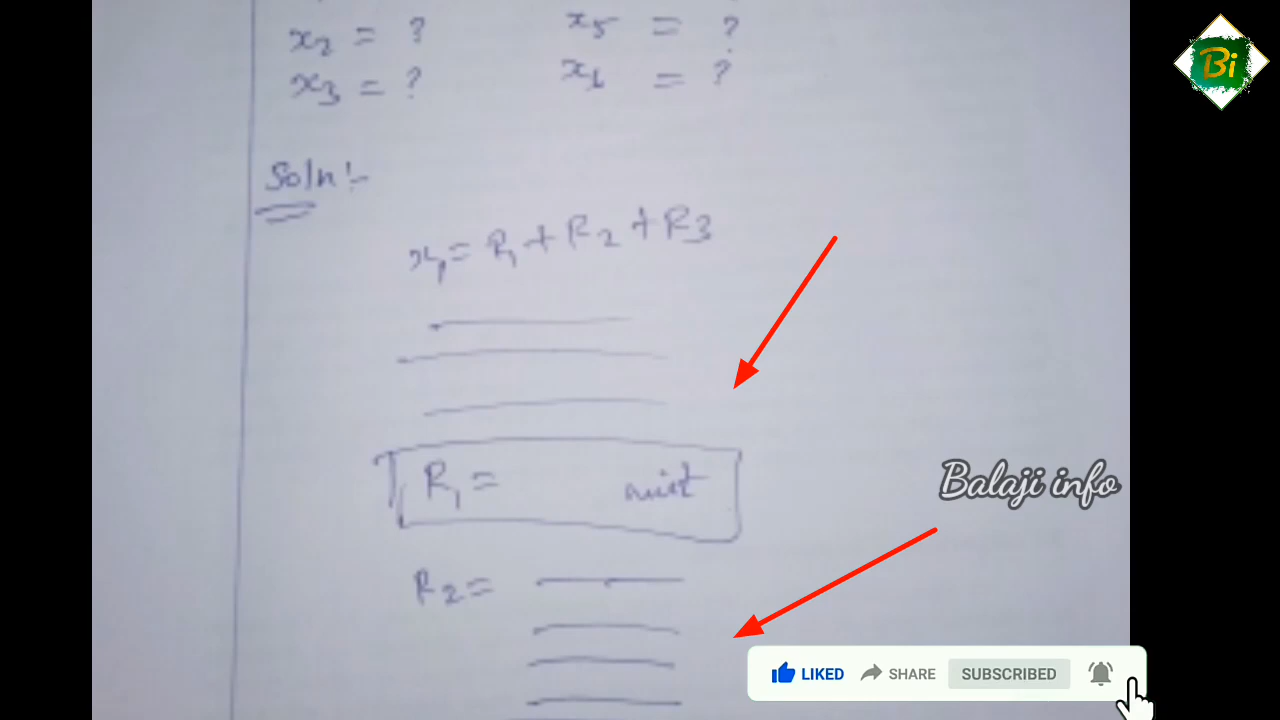 x2 = ? x5 = ?
x3 = ? x6 = ?
Soln:-
x1 = R1 + R2 + R3
R1 = unit
R2 =
Bi
Balaji info
LIKED SHARE SUBSCRIBED